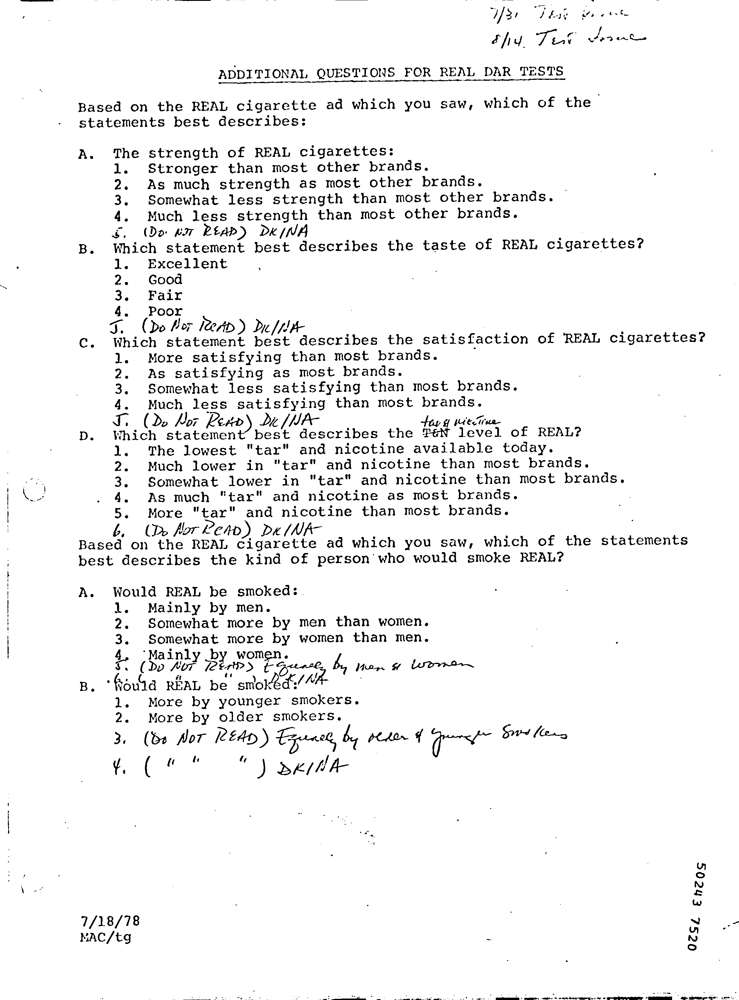 7/31 Test Issue
8/14 Test Issue
ADDITIONAL QUESTIONS FOR REAL DAR TESTS
Based on the REAL cigarette ad which you saw, which of the
statements best describes:
A. The strength of REAL cigarettes:
1. Stronger than most other brands.
2. As much strength as most other brands.
3. Somewhat less strength than most other brands.
4. Much less strength than most other brands.
5. (DO NOT READ) DK/NA
B. Which statement best describes the taste of REAL cigarettes?
1. Excellent
2. Good
3. Fair
4. Poor
5. (DO NOT READ) DK/NA
C. Which statement best describes the satisfaction of REAL cigarettes?
1. More satisfying than most brands.
2. As satisfying as most brands.
3. Somewhat less satisfying than most brands.
4. Much less satisfying than most brands.
5. (DO NOT READ) DK/NA
tar & nicotine
D. Which statement best describes the T&N level of REAL?
1. The lowest "tar" and nicotine available today.
2. Much lower in "tar" and nicotine than most brands.
3. Somewhat lower in "tar" and nicotine than most brands.
4. As much "tar" and nicotine as most brands.
5. More "tar" and nicotine than most brands.
6. (DO NOT READ) DK/NA
Based on the REAL cigarette ad which you saw, which of the statements
best describes the kind of person who would smoke REAL?
A. Would REAL be smoked:
1. Mainly by men.
2. Somewhat more by men than women.
3. Somewhat more by women than men.
4. Mainly by women.
5. (DO NOT READ) Equally by men & women
6. ( " " " ) DK/NA
B. Would REAL be smoked:
1. More by younger smokers.
2. More by older smokers.
3. (DO NOT READ) Equally by older & younger Smokers
4. ( " " " ) DK/NA
7/18/78
MAC/tg
50243 7520